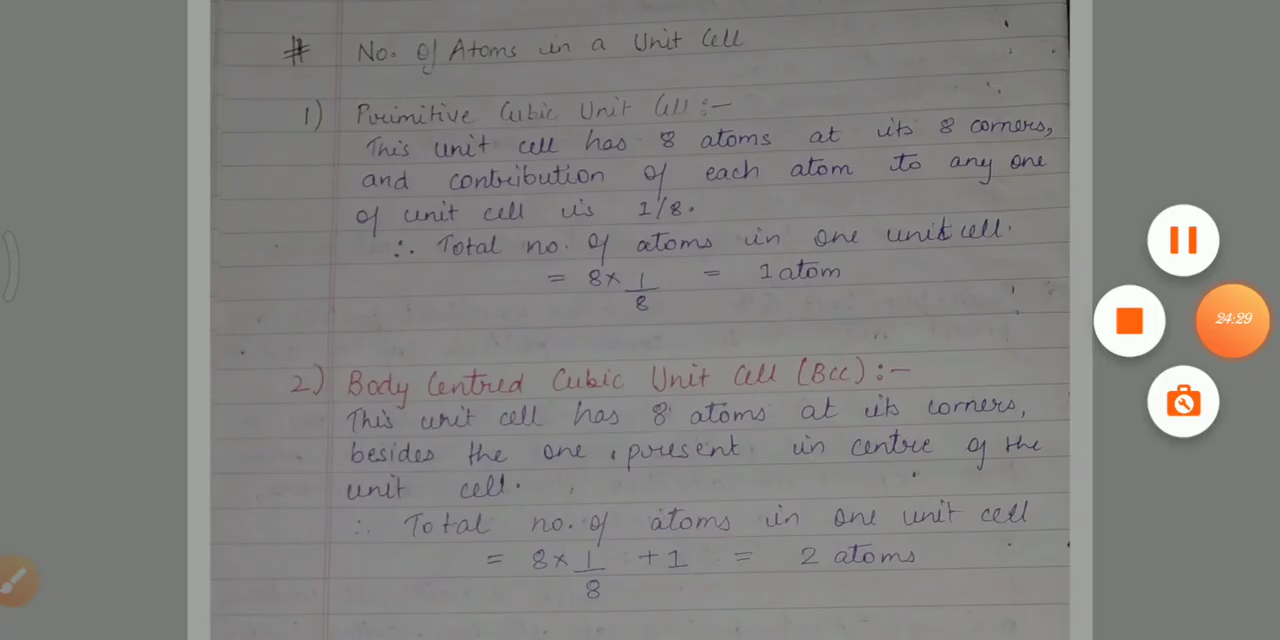 # No. Of Atoms in a Unit Cell
1) Primitive Cubic Unit Cell :-
This unit cell has 8 atoms at its 8 corners,
and contribution of each atom to any one
of unit cell is 1/8.
∴ Total no. of atoms in one unit cell.
= 8 × 1/8 = 1 atom
2) Body Centred Cubic Unit Cell (BCC) :-
This unit cell has 8 atoms at its corners,
besides the one present in centre of the
unit cell.
∴ Total no. of atoms in one unit cell
= 8 × 1/8 + 1 = 2 atoms
24:29